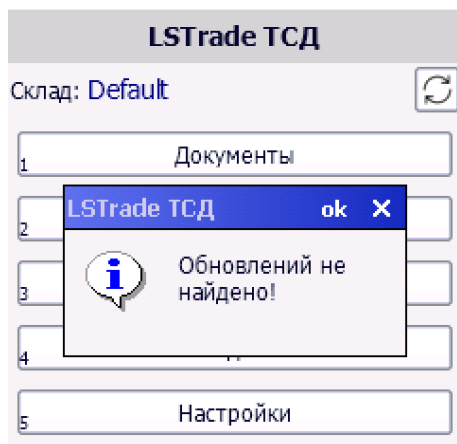 LSTrade ТСД
Склад: Default
1 Документы
2
LSTrade ТСД ok X
Обновлений не
найдено!
3
4
5 Настройки